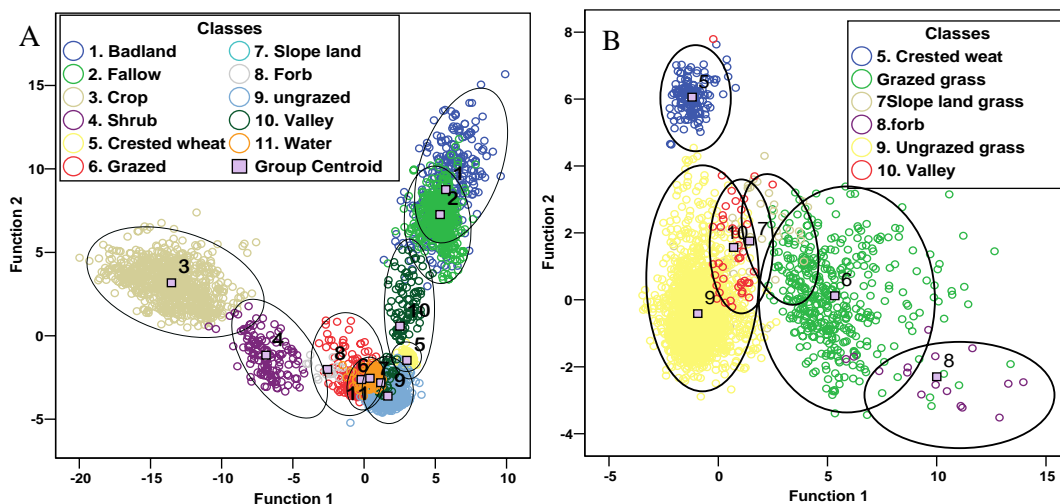 A
Classes
1. Badland
2. Fallow
3. Crop
4. Shrub
5. Crested wheat
6. Grazed
7. Slope land
8. Forb
9. ungrazed
10. Valley
11. Water
Group Centroid
Function 2
15
10
5
0
-5
1
2
3
4
10
5
8
6
7
9
11
-20
-15
-10
-5
0
5
10
Function 1
B
Classes
5. Crested weat
Grazed grass
7Slope land grass
8.forb
9. Ungrazed grass
10. Valley
Function 2
8
6
4
2
0
-2
-4
5
10
7
6
9
8
-5
0
5
10
15
Function 1